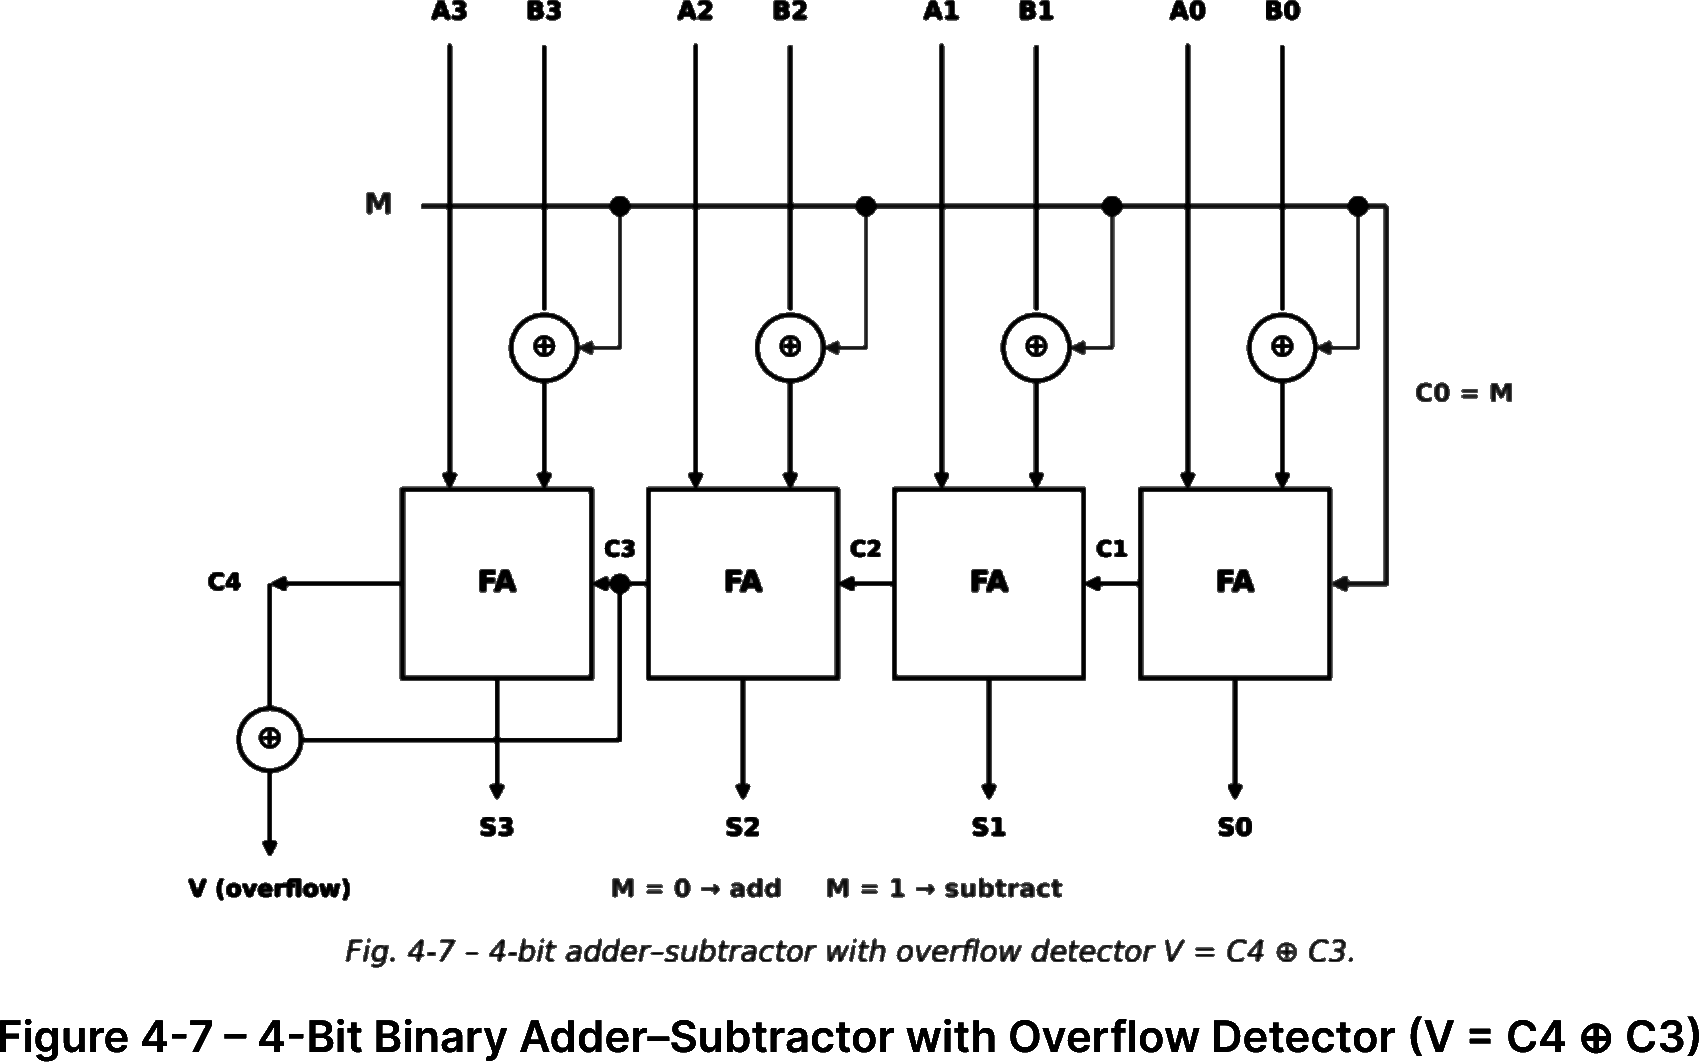 A3 B3 A2 B2 A1 B1 A0 B0
M
⊕ ⊕ ⊕ ⊕
C0 = M
C3 C2 C1
C4 FA FA FA FA
⊕
S3 S2 S1 S0
V (overflow) M = 0 → add M = 1 → subtract
Fig. 4-7 – 4-bit adder–subtractor with overflow detector V = C4 ⊕ C3.
Figure 4-7 – 4-Bit Binary Adder–Subtractor with Overflow Detector (V = C4 ⊕ C3)